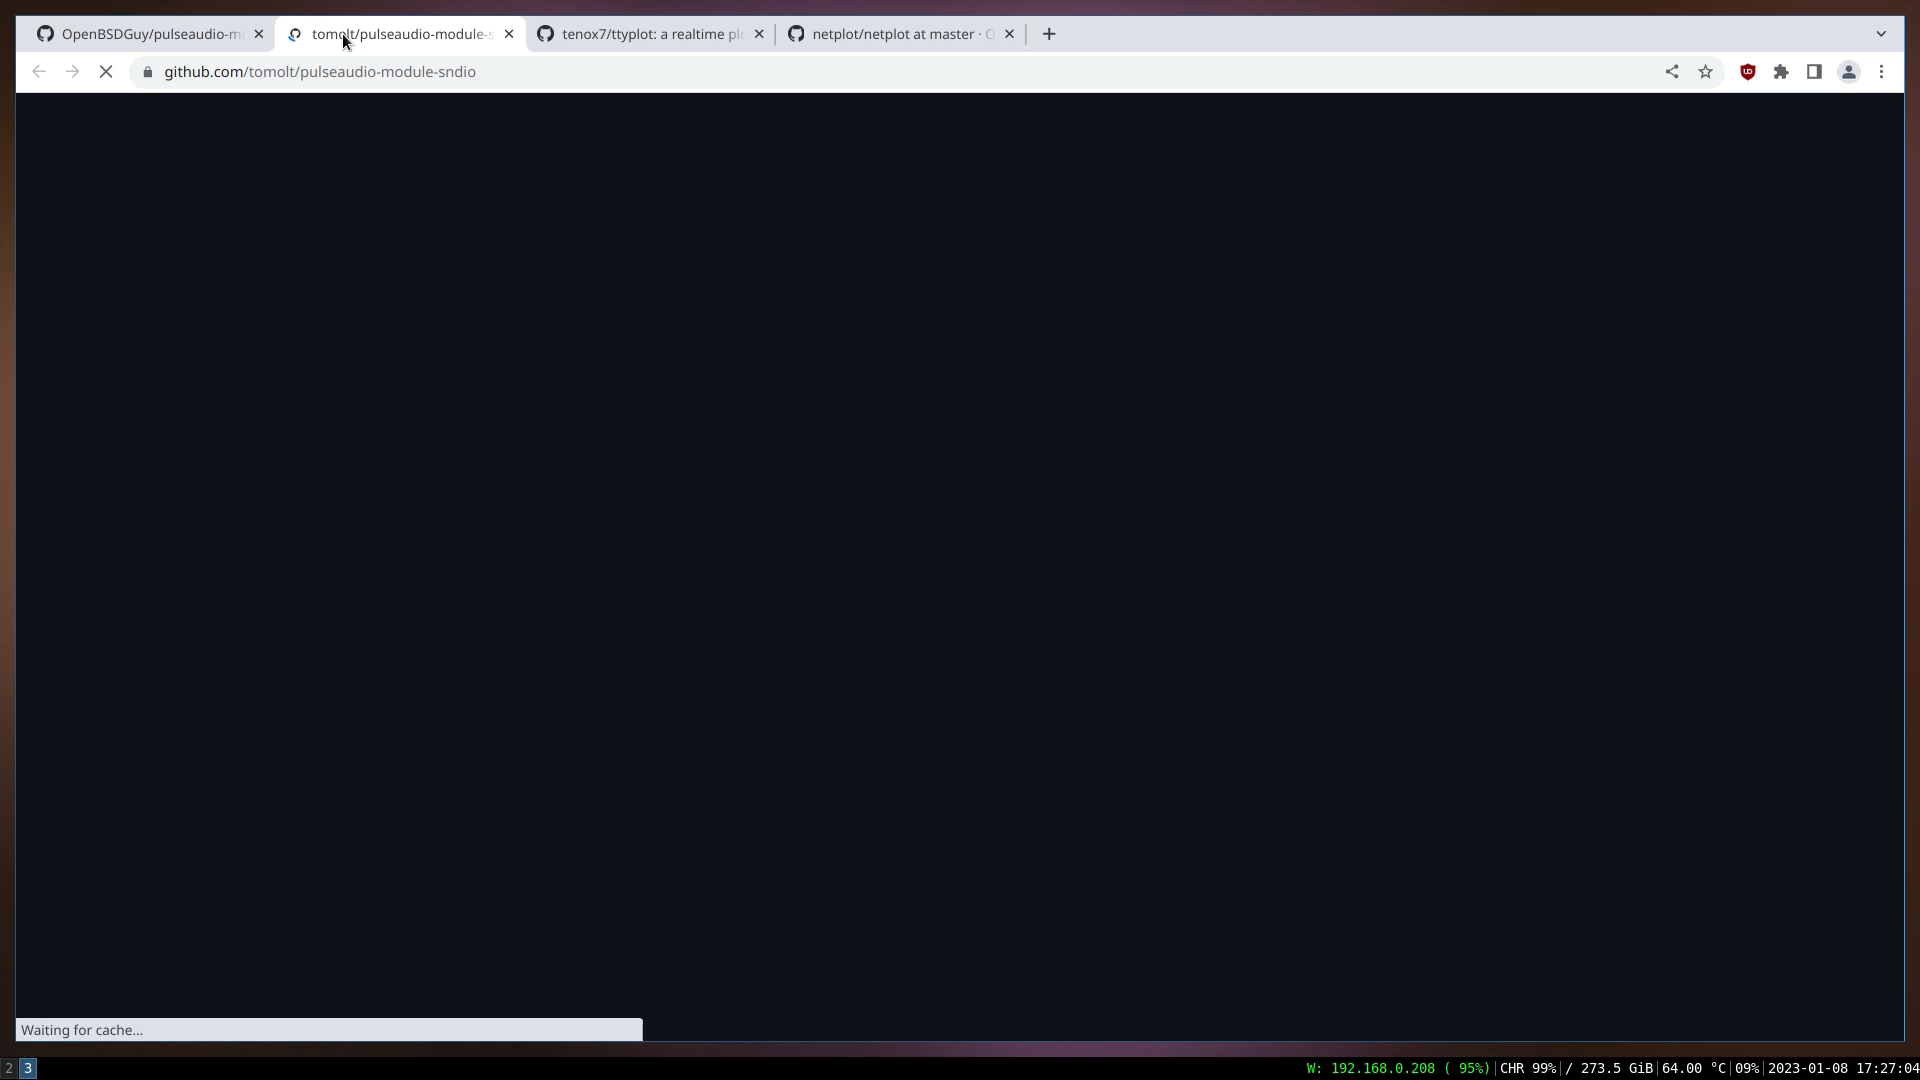 OpenBSDGuy/pulseaudio-m
tomolt/pulseaudio-module-s
tenox7/ttyplot: a realtime pl
netplot/netplot at master · O
github.com/tomolt/pulseaudio-module-sndio
Waiting for cache...
2 3 W: 192.168.0.208 ( 95%)|CHR 99%|/ 273.5 GiB|64.00 °C|09%|2023-01-08 17:27:04